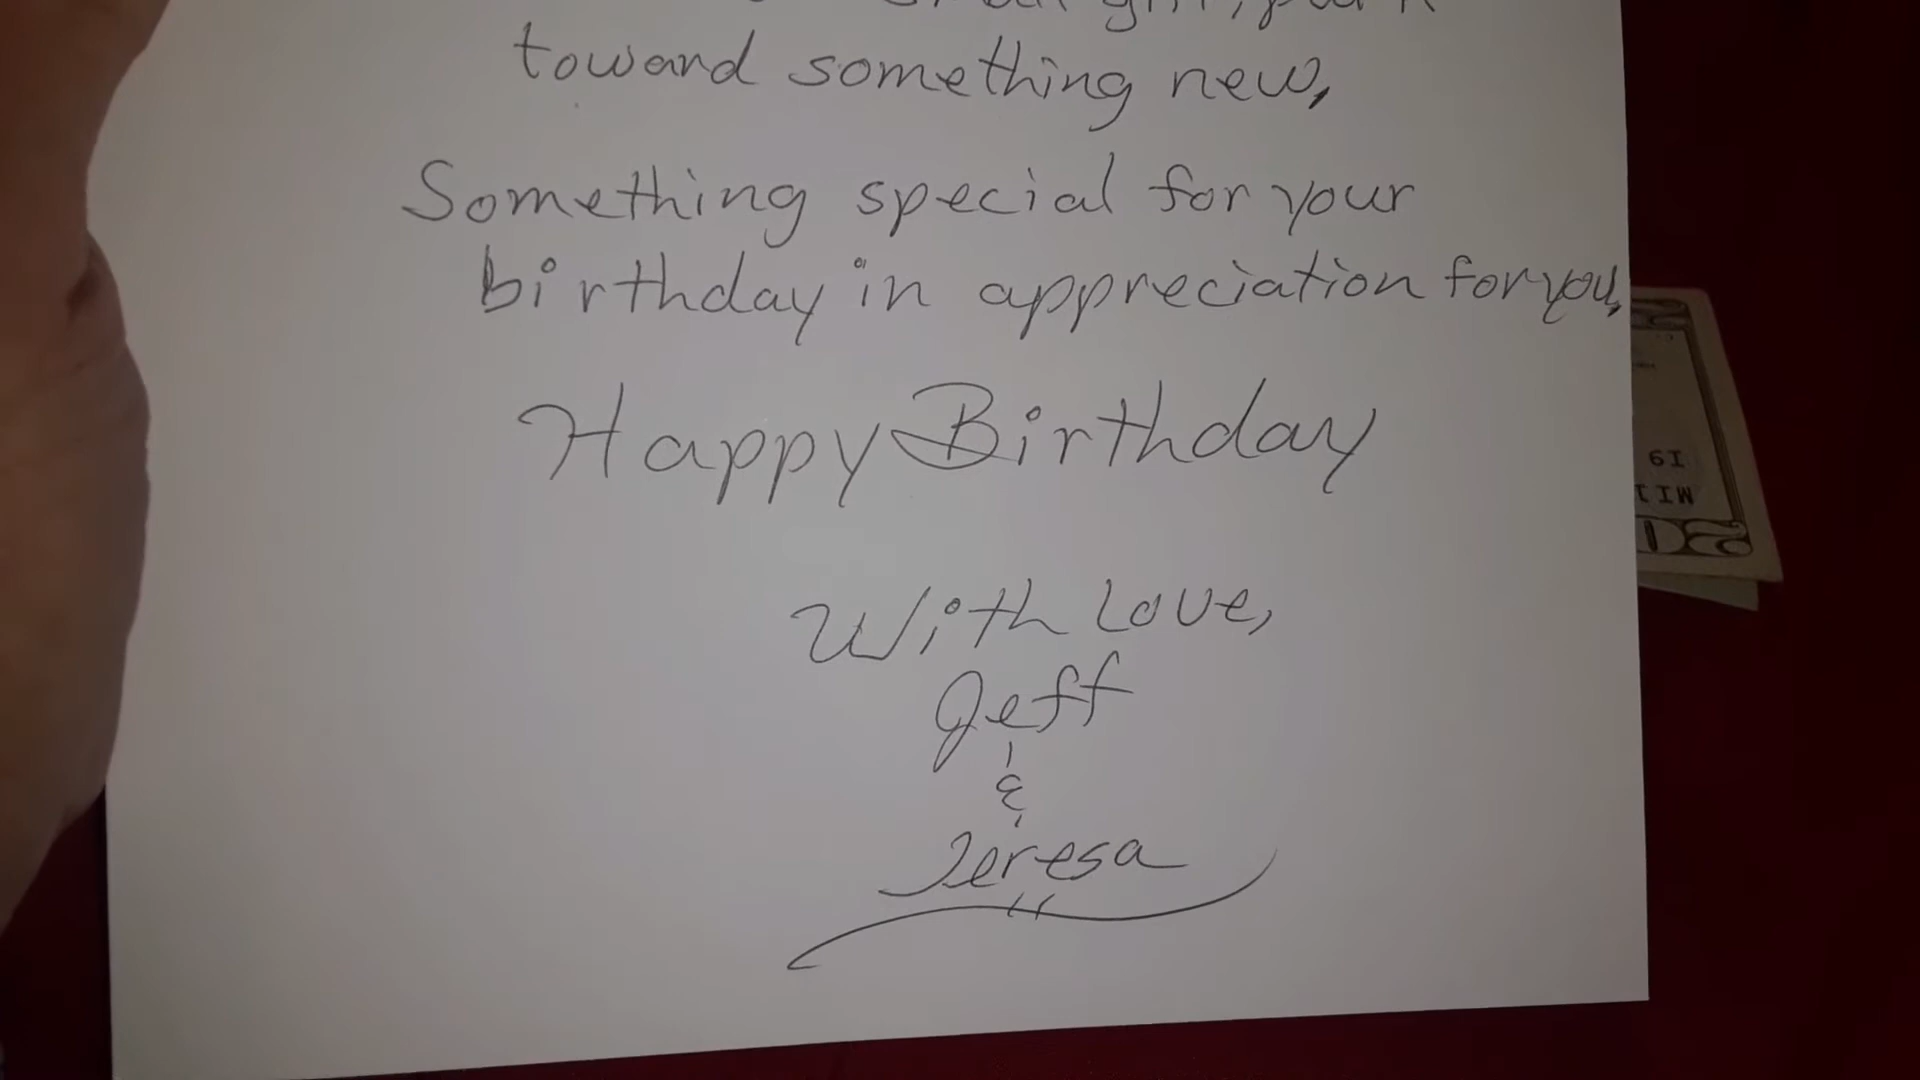 toward something new,
Something special for your
birthday in appreciation for you,
Happy Birthday
With Love,
Jeff
&
Teresa